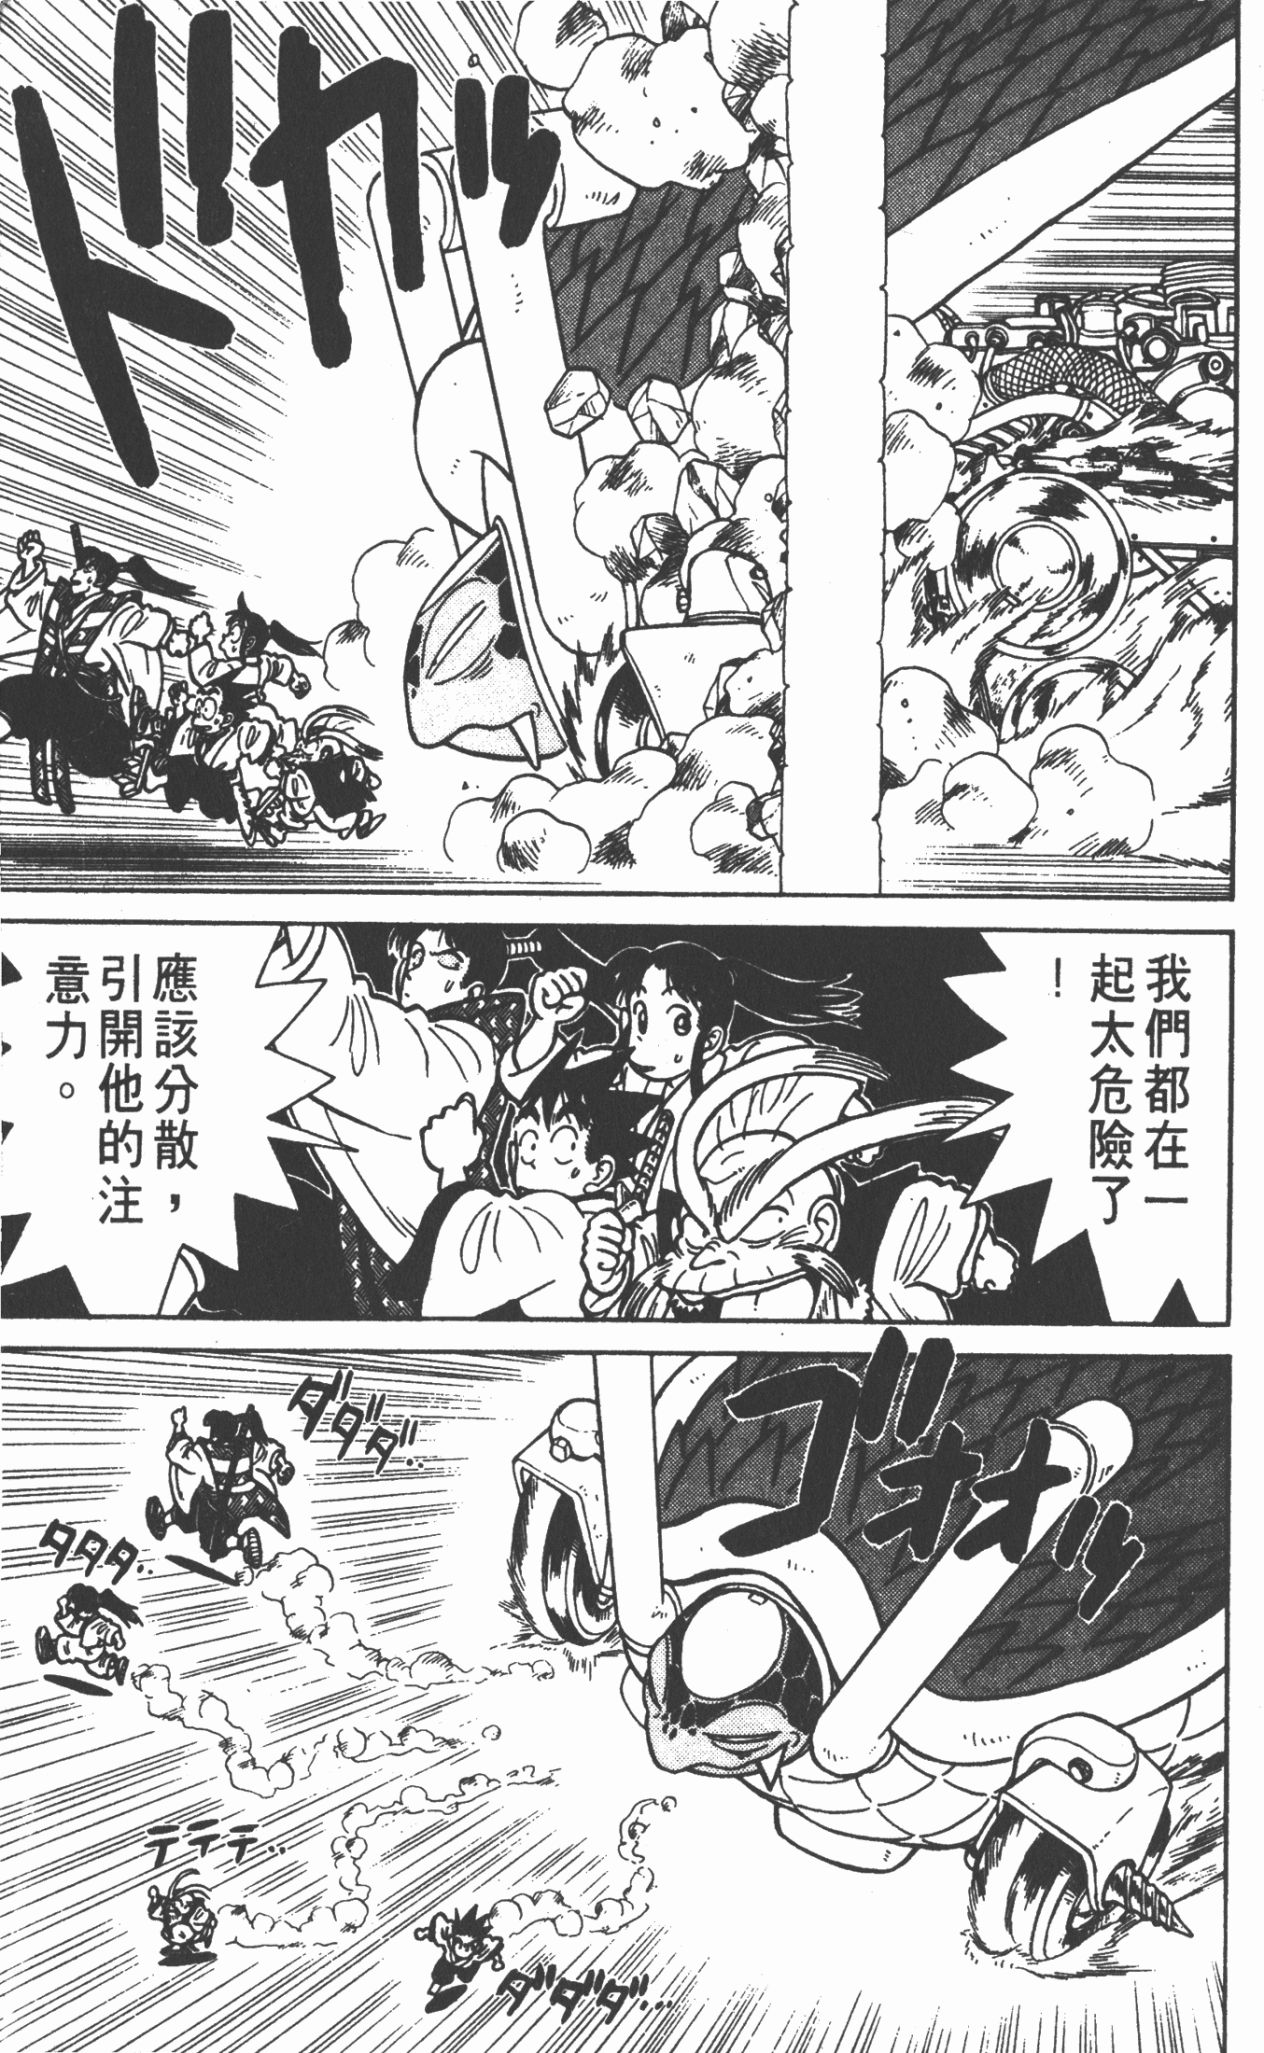 ドガガッ
我們都在一
起太危險了
！
應該分散，
引開他的注
意力。
ゴオオッ
ダダダ‥
タタタ‥
テテテ‥
ダダダ…